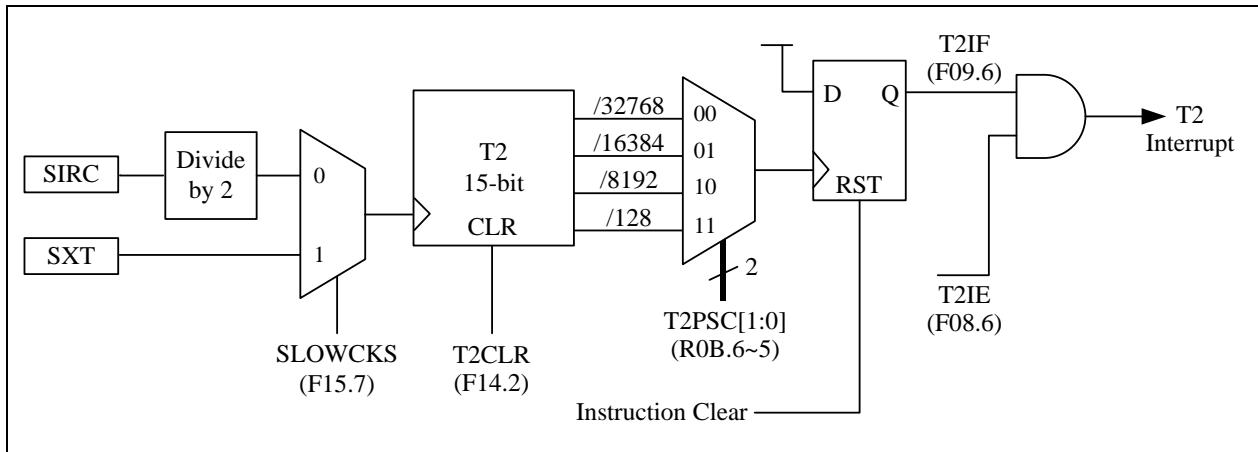 T2IF
(F09.6)
/32768
00
D
Q
T2
Interrupt
/16384
01
T2
15-bit
SIRC
Divide
by 2
0
/8192
10
RST
CLR
/128
11
SXT
1
2
T2IE
(F08.6)
T2PSC[1:0]
(R0B.6~5)
SLOWCKS
(F15.7)
T2CLR
(F14.2)
Instruction Clear